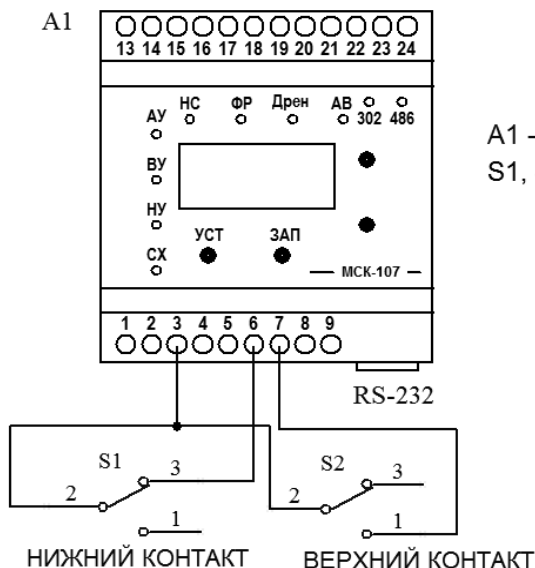 A1
13 14 15 16 17 18 19 20 21 22 23 24
НС ФР Дрен АВ 302 486
АУ
ВУ
НУ
СХ
УСТ ЗАП
МСК-107
1 2 3 4 5 6 7 8 9
RS-232
A1 -
S1,
S1 3
2
1
S2 3
2
1
НИЖНИЙ КОНТАКТ
ВЕРХНИЙ КОНТАКТ